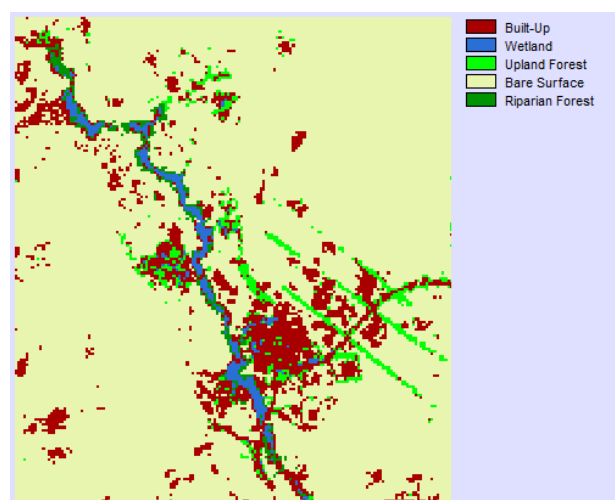 Built-Up
Wetland
Upland Forest
Bare Surface
Riparian Forest